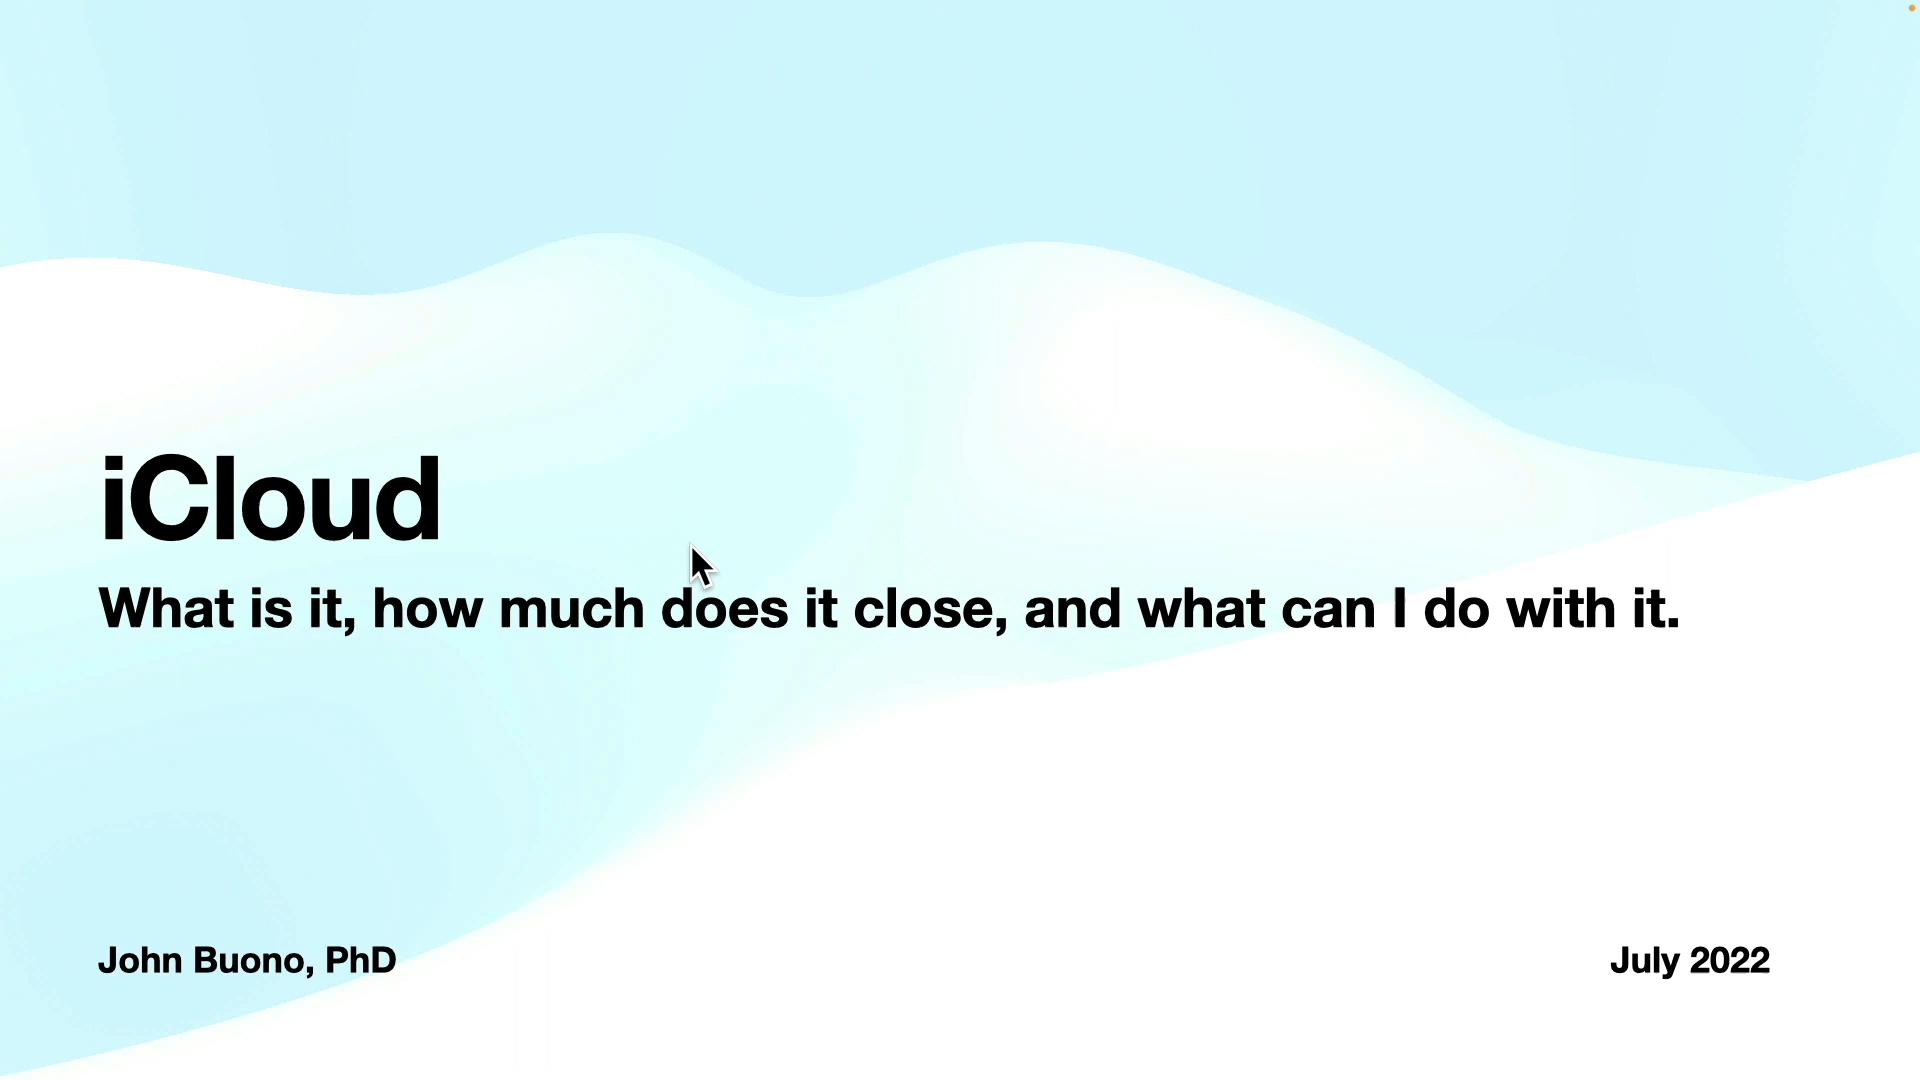 iCloud
What is it, how much does it close, and what can I do with it.
John Buono, PhD
July 2022